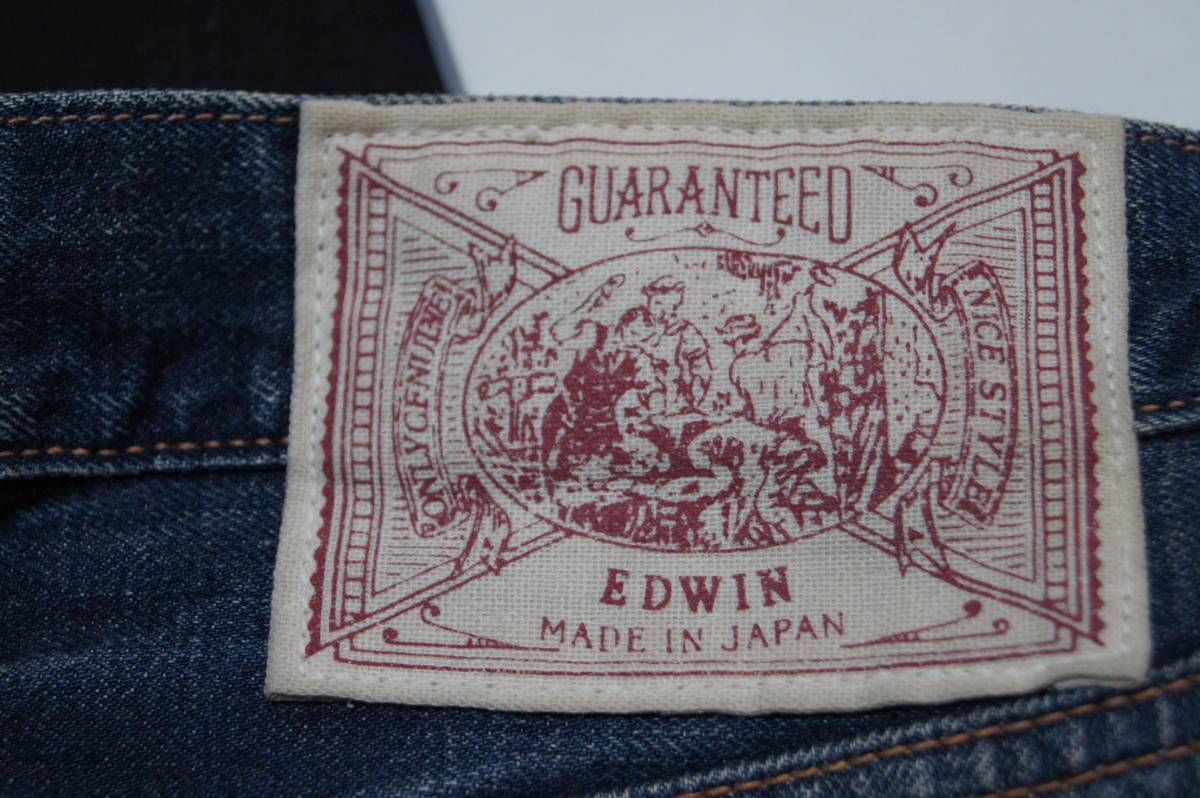 GUARANTEED
ONLY GENUINE
NICE STYLE
EDWIN
MADE IN JAPAN